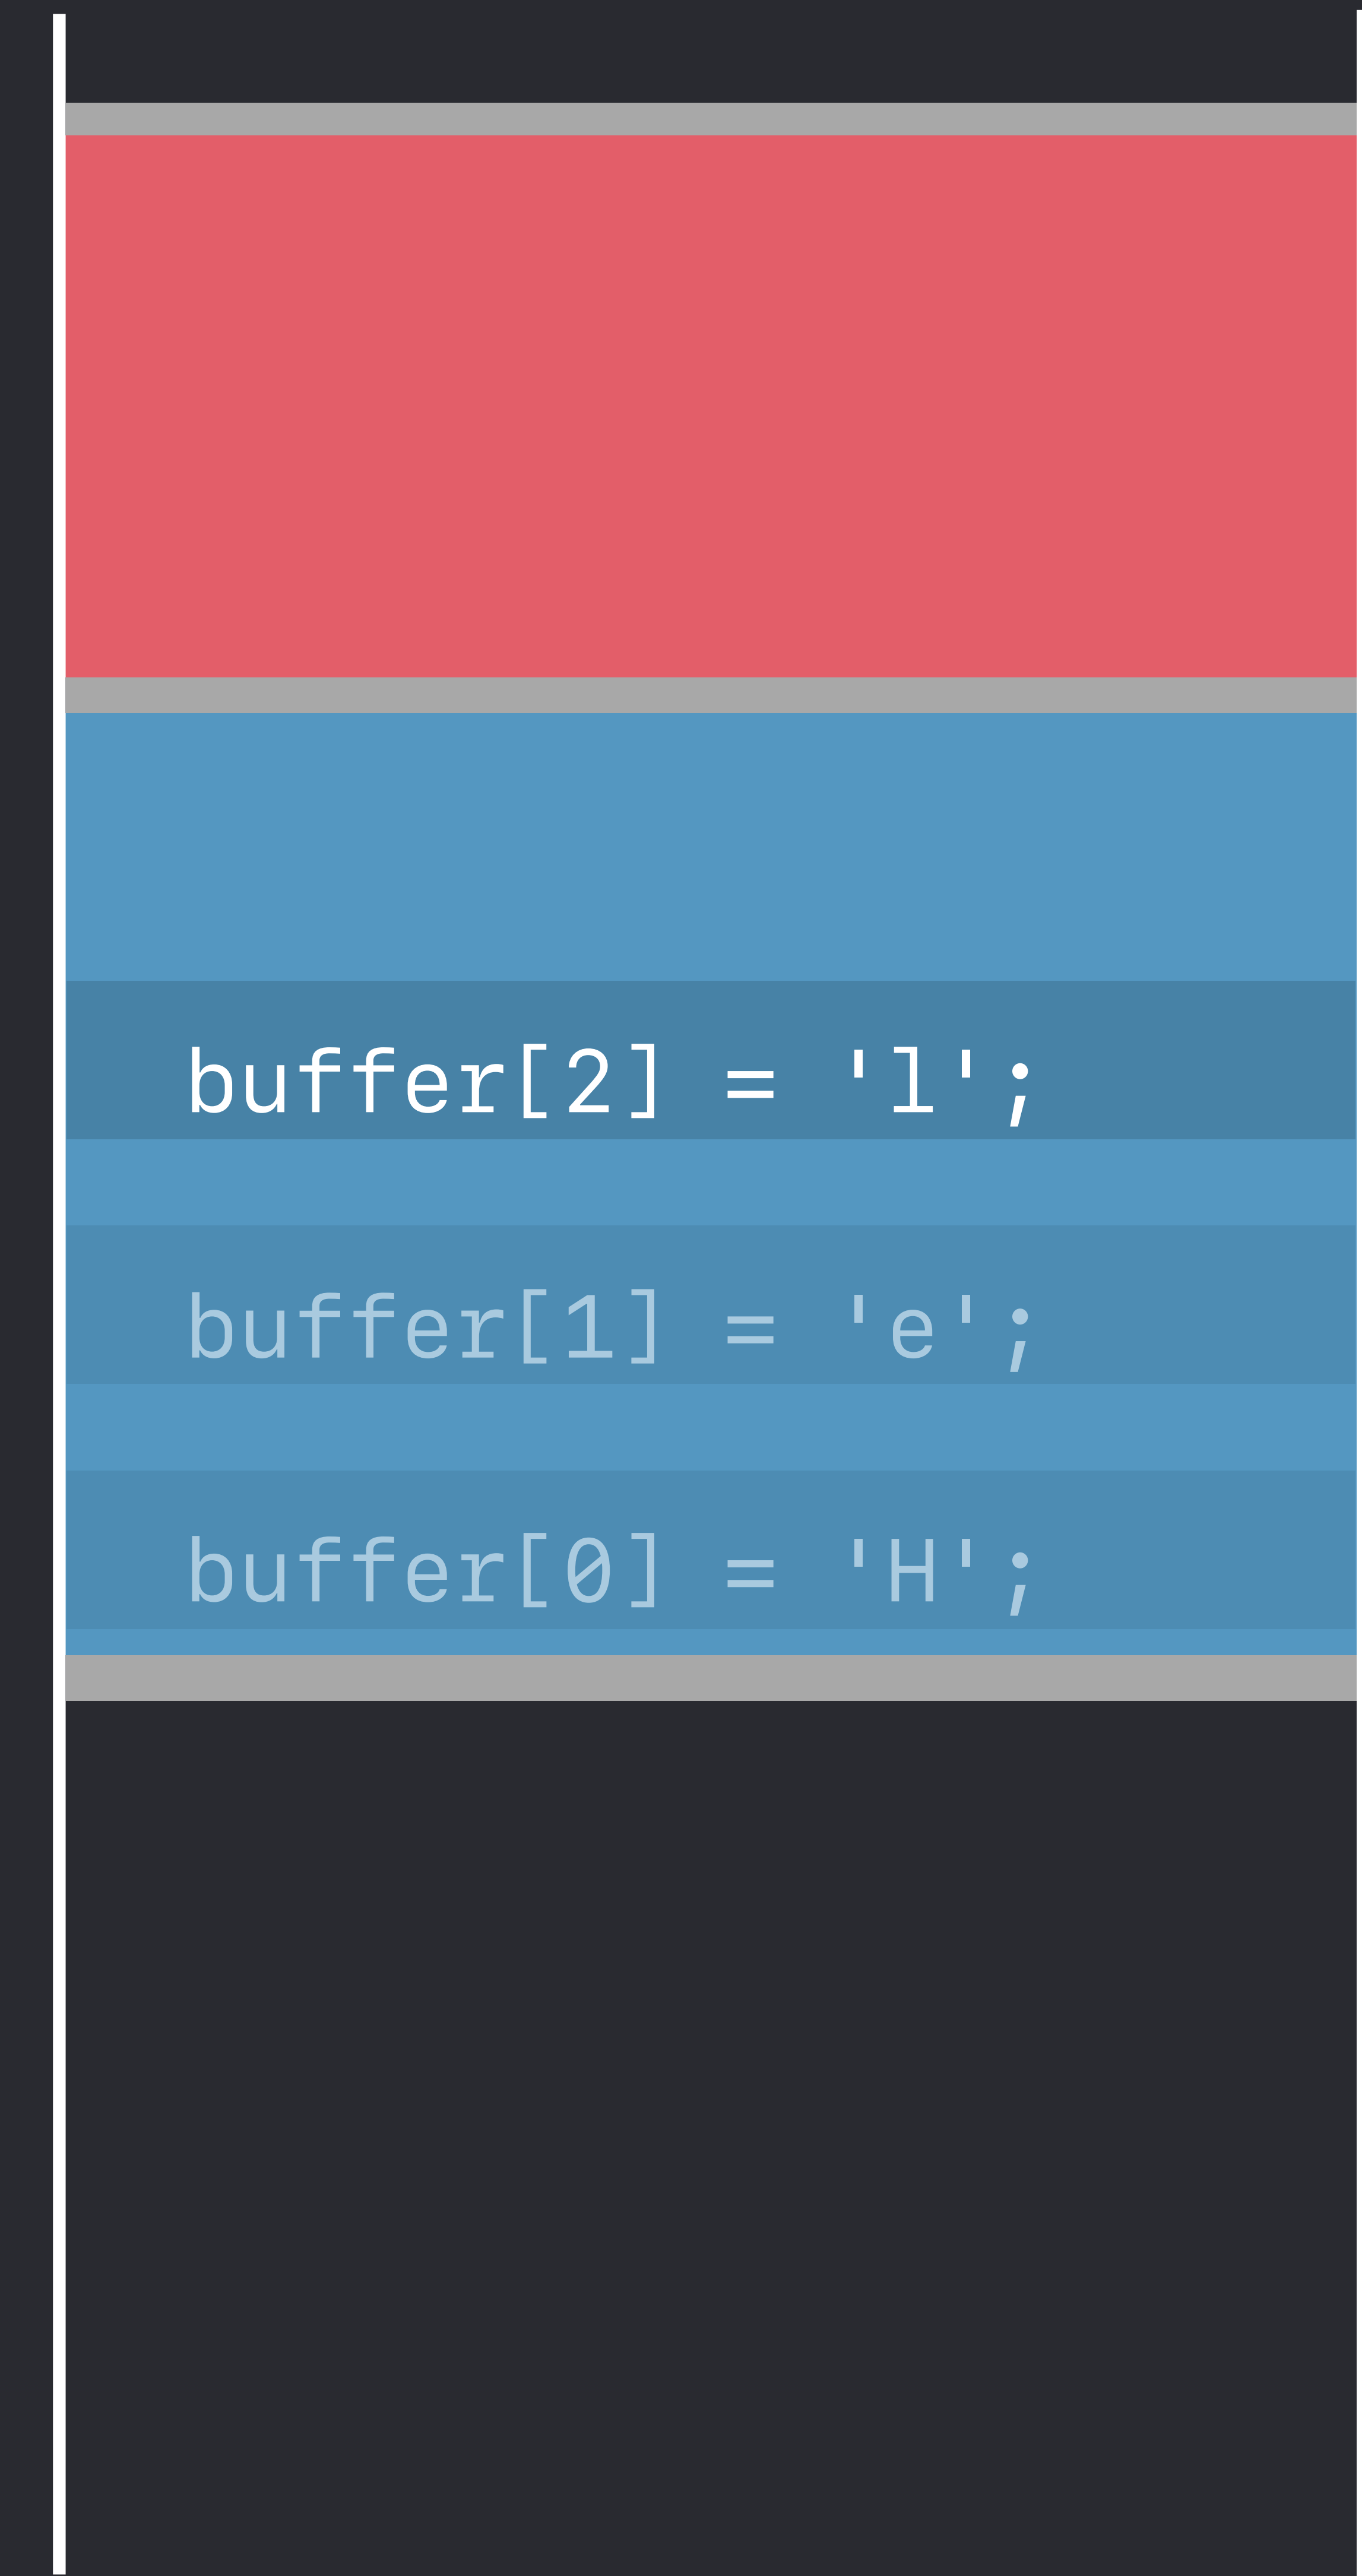 buffer[2] = 'l';
buffer[1] = 'e';
buffer[0] = 'H';